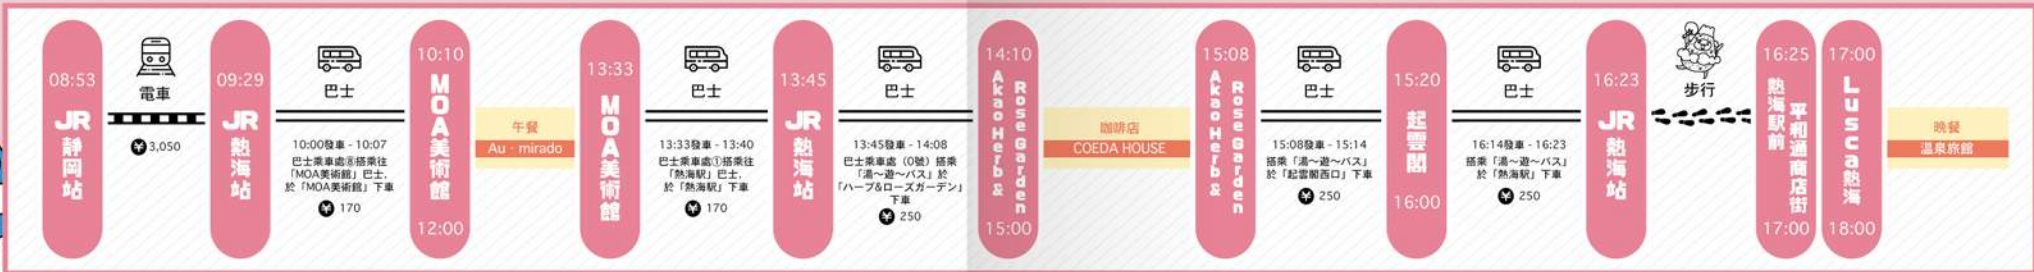 08:53
JR靜岡站
電車
¥3,050
09:29
JR熱海站
巴士
10:00發車 - 10:07
巴士乘車處⑧搭乘往
「MOA美術館」巴士,
於「MOA美術館」下車
¥ 170
10:10
MOA美術館
12:00
午餐
Au・mirado
13:33
MOA美術館
巴士
13:33發車 - 13:40
巴士乘車處①搭乘往
「熱海駅」巴士,
於「熱海駅」下車
¥ 170
13:45
JR熱海站
巴士
13:45發車 - 14:08
巴士乘車處（0號）搭乘
「湯～遊～バス」於
「ハーブ&ローズガーデン」
下車
¥ 250
14:10
Akao Herb &
Rose Garden
15:00
咖啡店
COEDA HOUSE
15:08
Akao Herb &
Rose Garden
巴士
15:08發車 - 15:14
搭乘「湯～遊～バス」
於「起雲閣西口」下車
¥ 250
15:20
起雲閣
16:00
巴士
16:14發車 - 16:23
搭乘「湯～遊～バス」
於「熱海駅」下車
¥ 250
16:23
JR熱海站
步行
16:25
熱海駅前
平和通商店街
17:00
17:00
Lusca熱海
18:00
晚餐
溫泉旅館